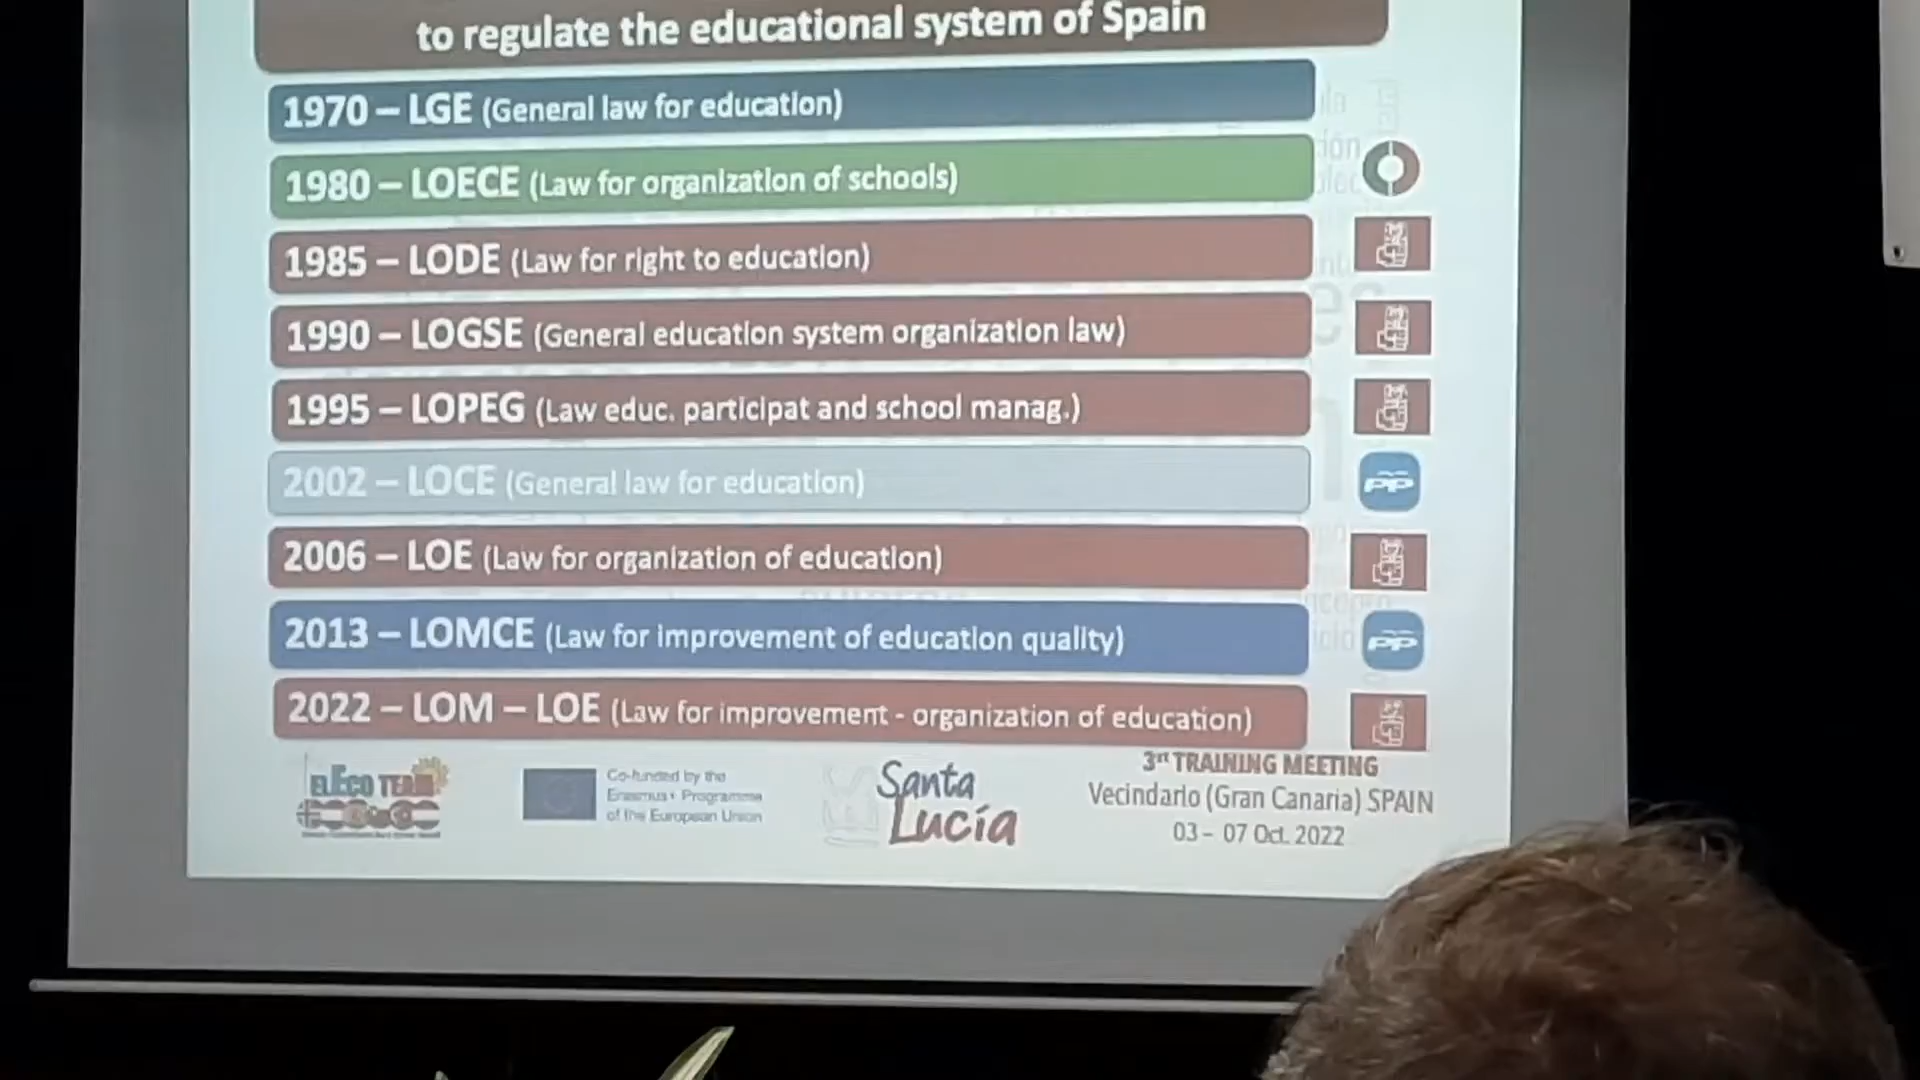 to regulate the educational system of Spain
1970 – LGE (General law for education)
1980 – LOECE (Law for organization of schools)
1985 – LODE (Law for right to education)
1990 – LOGSE (General education system organization law)
1995 – LOPEG (Law educ. participat and school manag.)
2002 – LOCE (General law for education)
pp
2006 – LOE (Law for organization of education)
2013 – LOMCE (Law for improvement of education quality)
pp
2022 – LOM – LOE (Law for improvement - organization of education)
ELECO TEAM
Co-funded by the
Erasmus+ Programme
of the European Union
Santa
Lucía
3rt TRAINING MEETING
Vecindario (Gran Canaria) SPAIN
03 – 07 Oct. 2022